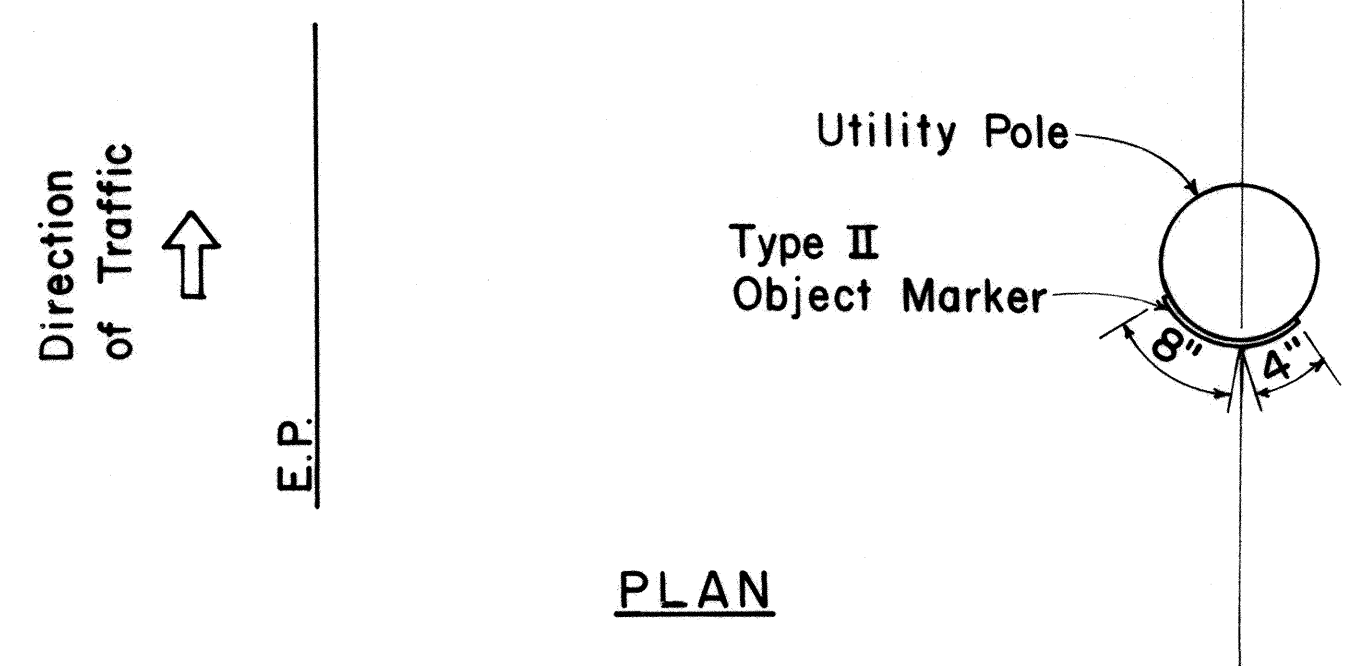 Direction
of Traffic
E.P.
Utility Pole
Type II
Object Marker
8"
4"
PLAN